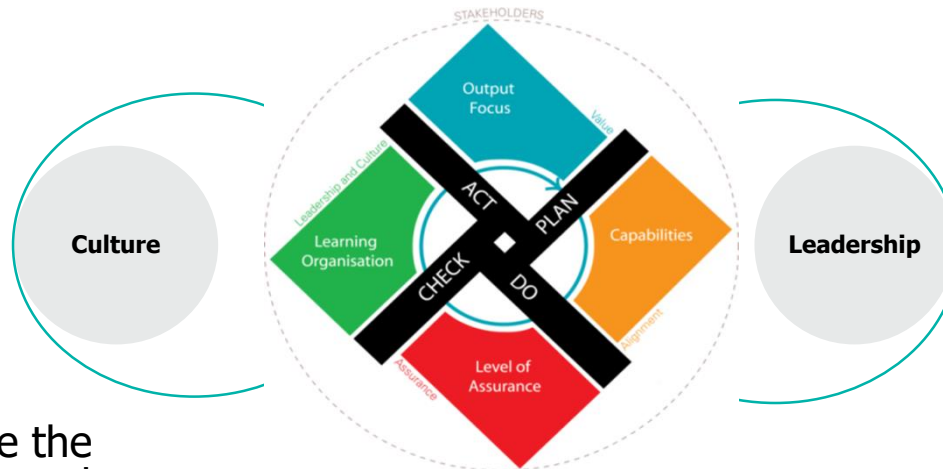 STAKEHOLDERS
Output
Focus
Value
Leadership and Culture
ACT
PLAN
Culture
Learning
Organisation
Capabilities
Leadership
CHECK
DO
Alignment
Assurance
Level of
Assurance
e the